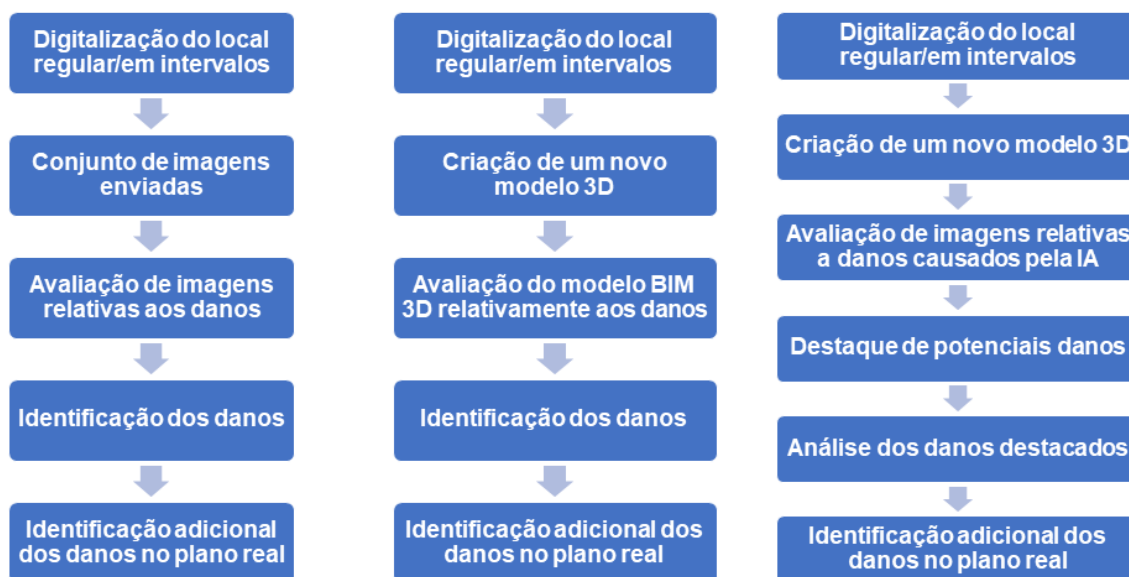 Digitalização do local
regular/em intervalos
Conjunto de imagens
enviadas
Avaliação de imagens
relativas aos danos
Identificação dos danos
Identificação adicional
dos danos no plano real
Digitalização do local
regular/em intervalos
Criação de um novo
modelo 3D
Avaliação do modelo BIM
3D relativamente aos danos
Identificação dos danos
Identificação adicional dos
danos no plano real
Digitalização do local
regular/em intervalos
Criação de um novo modelo 3D
Avaliação de imagens relativas
a danos causados pela IA
Destaque de potenciais danos
Análise dos danos destacados
Identificação adicional dos
danos no plano real